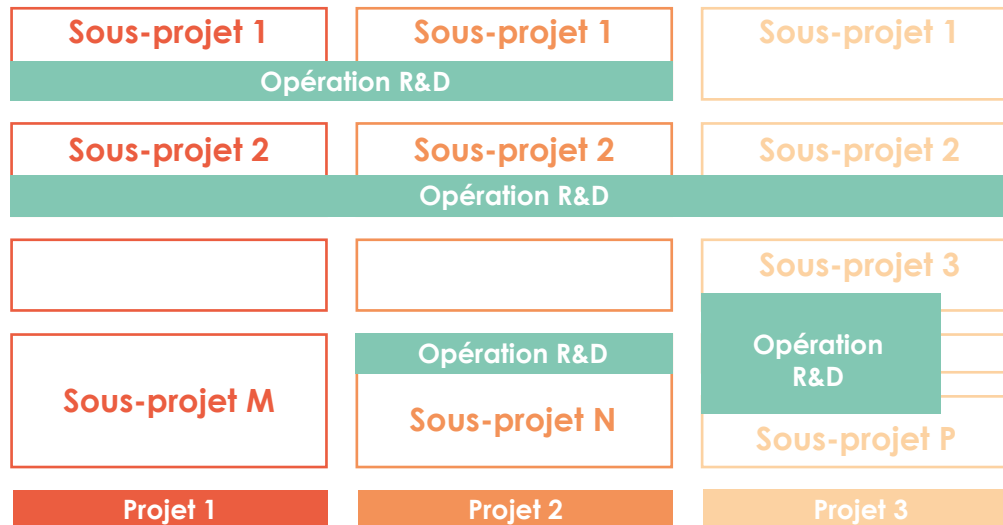 Sous-projet 1
Sous-projet 1
Sous-projet 1
Opération R&D
Sous-projet 2
Sous-projet 2
Sous-projet 2
Opération R&D
Sous-projet 3
Opération R&D
Opération
R&D
Sous-projet M
Sous-projet N
Sous-projet P
Projet 1
Projet 2
Projet 3